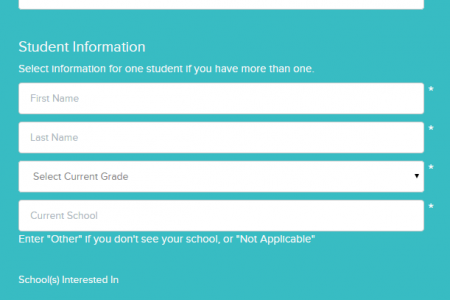 Student Information
Select information for one student if you have more than one.
First Name
*
Last Name
*
Select Current Grade
*
Current School
*
Enter "Other" if you don't see your school, or "Not Applicable"
School(s) Interested In